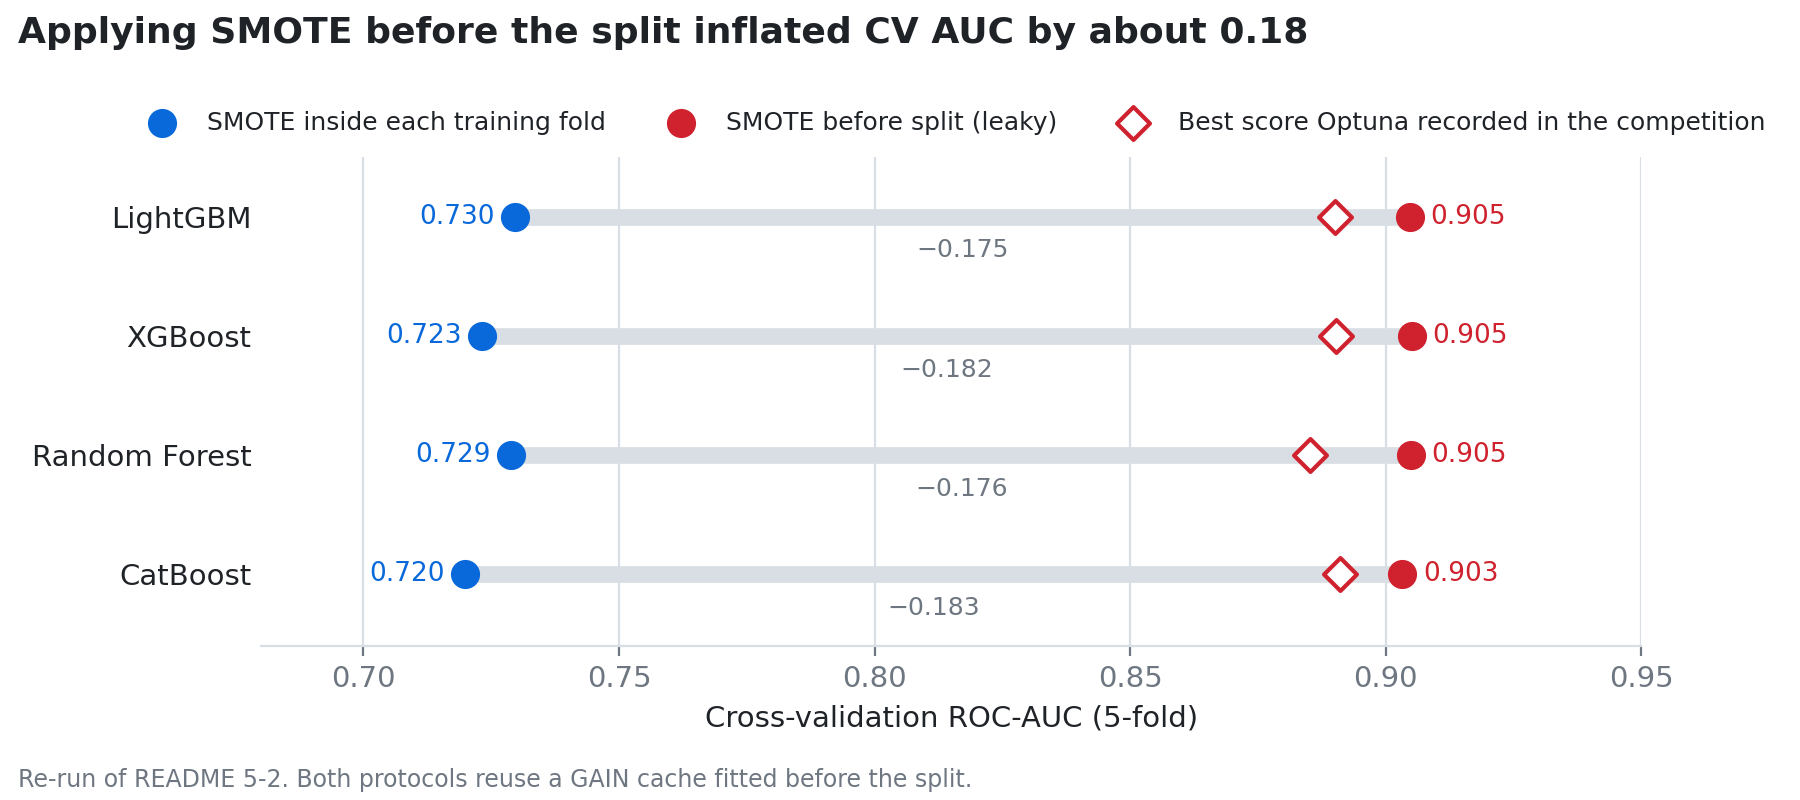 Applying SMOTE before the split inflated CV AUC by about 0.18
SMOTE inside each training fold
SMOTE before split (leaky)
Best score Optuna recorded in the competition
LightGBM
0.730
0.905
−0.175
XGBoost
0.723
0.905
−0.182
Random Forest
0.729
0.905
−0.176
CatBoost
0.720
0.903
−0.183
0.70
0.75
0.80
0.85
0.90
0.95
Cross-validation ROC-AUC (5-fold)
Re-run of README 5-2. Both protocols reuse a GAIN cache fitted before the split.